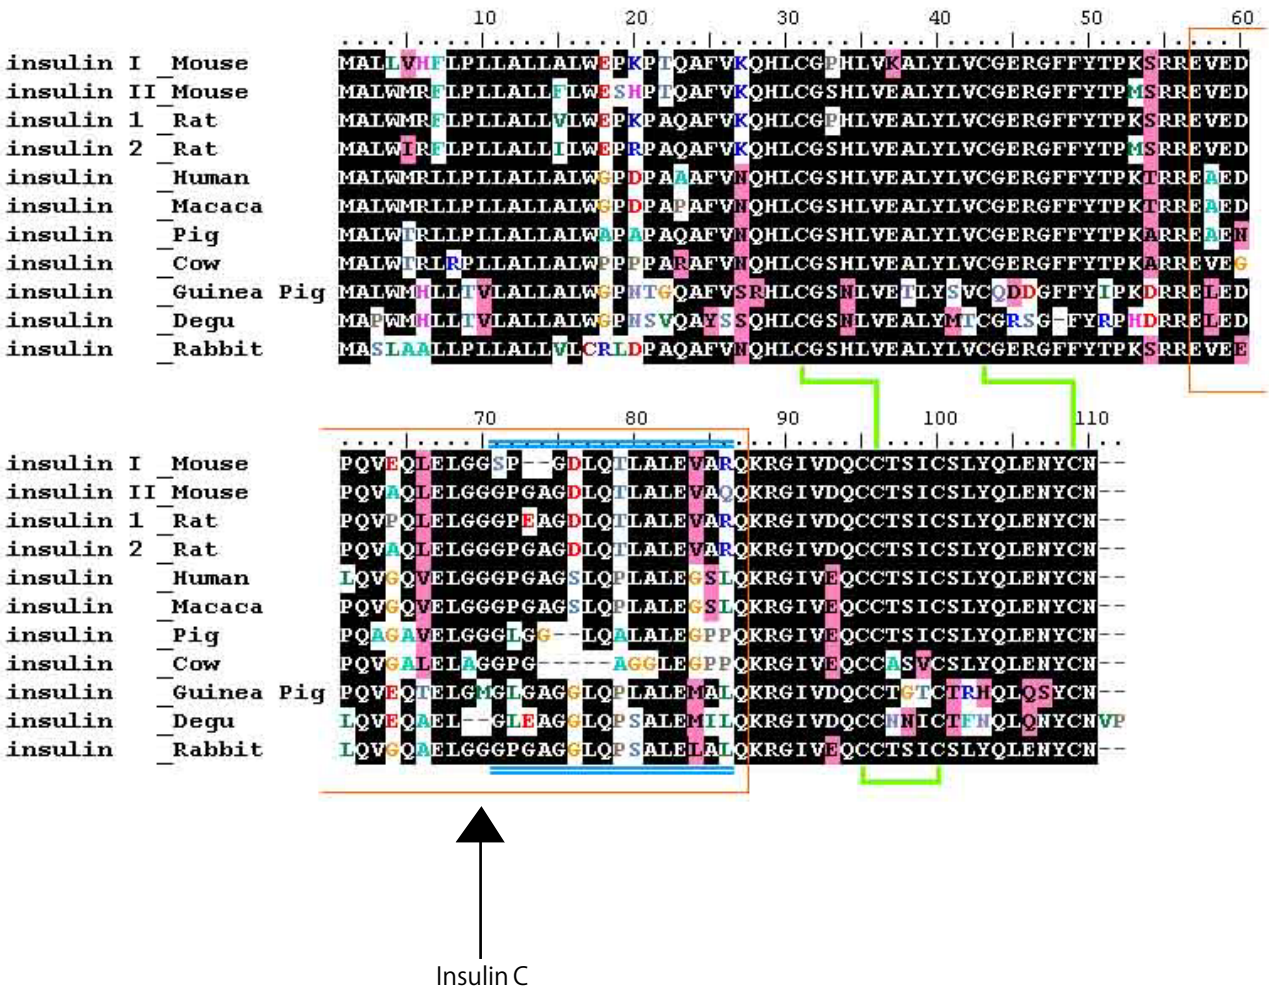 10 20 30 40 50 60
insulin I _Mouse MALLVHFLPLLALLALWEPKPTQAFVKQHLCGPHLVKALYLVCGERGFFYTPKSRREVED
insulin II_Mouse MALWMRFLPLLALLFLWESHPTQAFVKQHLCGSHLVEALYLVCGERGFFYTPMSRREVED
insulin 1 _Rat MALWMRFLPLLALLVLWEPKPAQAFVKQHLCGPHLVEALYLVCGERGFFYTPKSRREVED
insulin 2 _Rat MALWIRFLPLLALLILWEPRPAQAFVKQHLCGSHLVEALYLVCGERGFFYTPMSRREVED
insulin _Human MALWMRLLPLLALLALWGPDPAAAFVNQHLCGSHLVEALYLVCGERGFFYTPKTRREAED
insulin _Macaca MALWMRLLPLLALLALWGPDPAPAFVNQHLCGSHLVEALYLVCGERGFFYTPKTRREAED
insulin _Pig MALWTRLLPLLALLALWAPAPAQAFVNQHLCGSHLVEALYLVCGERGFFYTPKARREAEN
insulin _Cow MALWTRLRPLLALLALWPPPPARAFVNQHLCGSHLVEALYLVCGERGFFYTPKARREVEG
insulin _Guinea Pig MALWMHLLTVLALLALWGPNTGQAFVSRHLCGSNLVETLYSVCQDDGFFYIPKDRRELED
insulin _Degu MAPWMHLLTVLALLALWGPNSVQAYSSQHLCGSNLVEALYMTCGRSG-FYRPHDRRELED
insulin _Rabbit MASLAALLPLLALLVLCRLDPAQAFVNQHLCGSHLVEALYLVCGERGFFYTPKSRREVEE
70 80 90 100 110
insulin I _Mouse PQVEQLELGGSP--GDLQTLALEVARQKRGIVDQCCTSICSLYQLENYCN--
insulin II_Mouse PQVAQLELGGGPGAGDLQTLALEVAQQKRGIVDQCCTSICSLYQLENYCN--
insulin 1 _Rat PQVPQLELGGGPEAGDLQTLALEVARQKRGIVDQCCTSICSLYQLENYCN--
insulin 2 _Rat PQVAQLELGGGPGAGDLQTLALEVARQKRGIVDQCCTSICSLYQLENYCN--
insulin _Human LQVGQVELGGGPGAGSLQPLALEGSLQKRGIVEQCCTSICSLYQLENYCN--
insulin _Macaca PQVGQVELGGGPGAGSLQPLALEGSLQKRGIVEQCCTSICSLYQLENYCN--
insulin _Pig PQAGAVELGGGLGG--LQALALEGPPQKRGIVEQCCTSICSLYQLENYCN--
insulin _Cow PQVGALELAGGPG-----AGGLEGPPQKRGIVEQCCASVCSLYQLENYCN--
insulin _Guinea Pig PQVEQTELGMGLGAGGLQPLALEMALQKRGIVDQCCTGTCTRHQLQSYCN--
insulin _Degu LQVEQAEL--GLEAGGLQPSALEMILQKRGIVDQCCNNICTFNQLQNYCNVP
insulin _Rabbit LQVGQAELGGGPGAGGLQPSALELALQKRGIVEQCCTSICSLYQLENYCN--
Insulin C